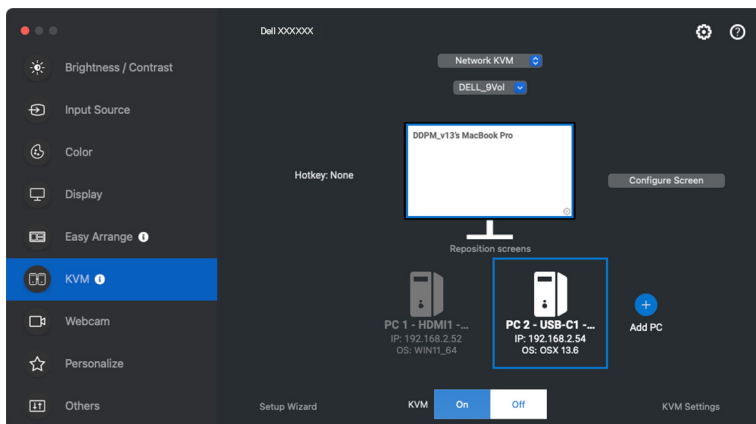 Dell XXXXXX
Brightness / Contrast
Input Source
Color
Display
Easy Arrange
KVM
Webcam
Personalize
Others
Network KVM
DELL_9Vol
DDPM_v13's MacBook Pro
Hotkey: None
Configure Screen
Reposition screens
PC 1 - HDMI1 -...
IP: 192.168.2.52
OS: WIN11_64
PC 2 - USB-C1 -...
IP: 192.168.2.54
OS: OSX 13.6
Add PC
Setup Wizard
KVM
On
Off
KVM Settings